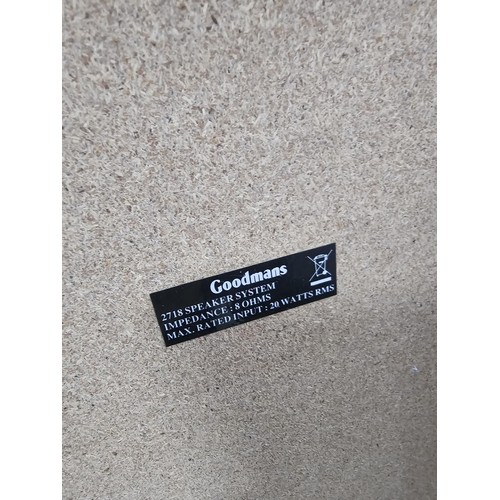 Goodmans
2718 SPEAKER SYSTEM
IMPEDANCE : 8 OHMS
MAX. RATED INPUT : 20 WATTS RMS